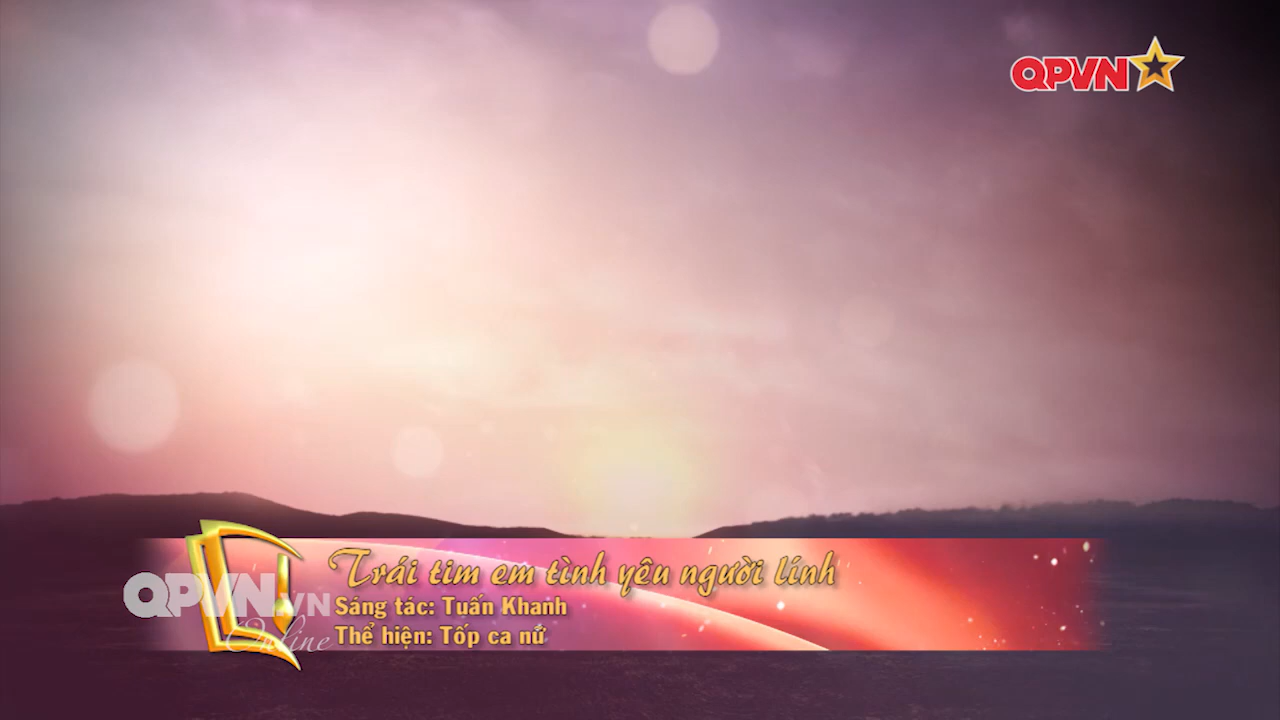 QPVN
Trái tim em tình yêu người lính
Sáng tác: Tuấn Khanh
Thể hiện: Tốp ca nữ
QPVN.VN
Online